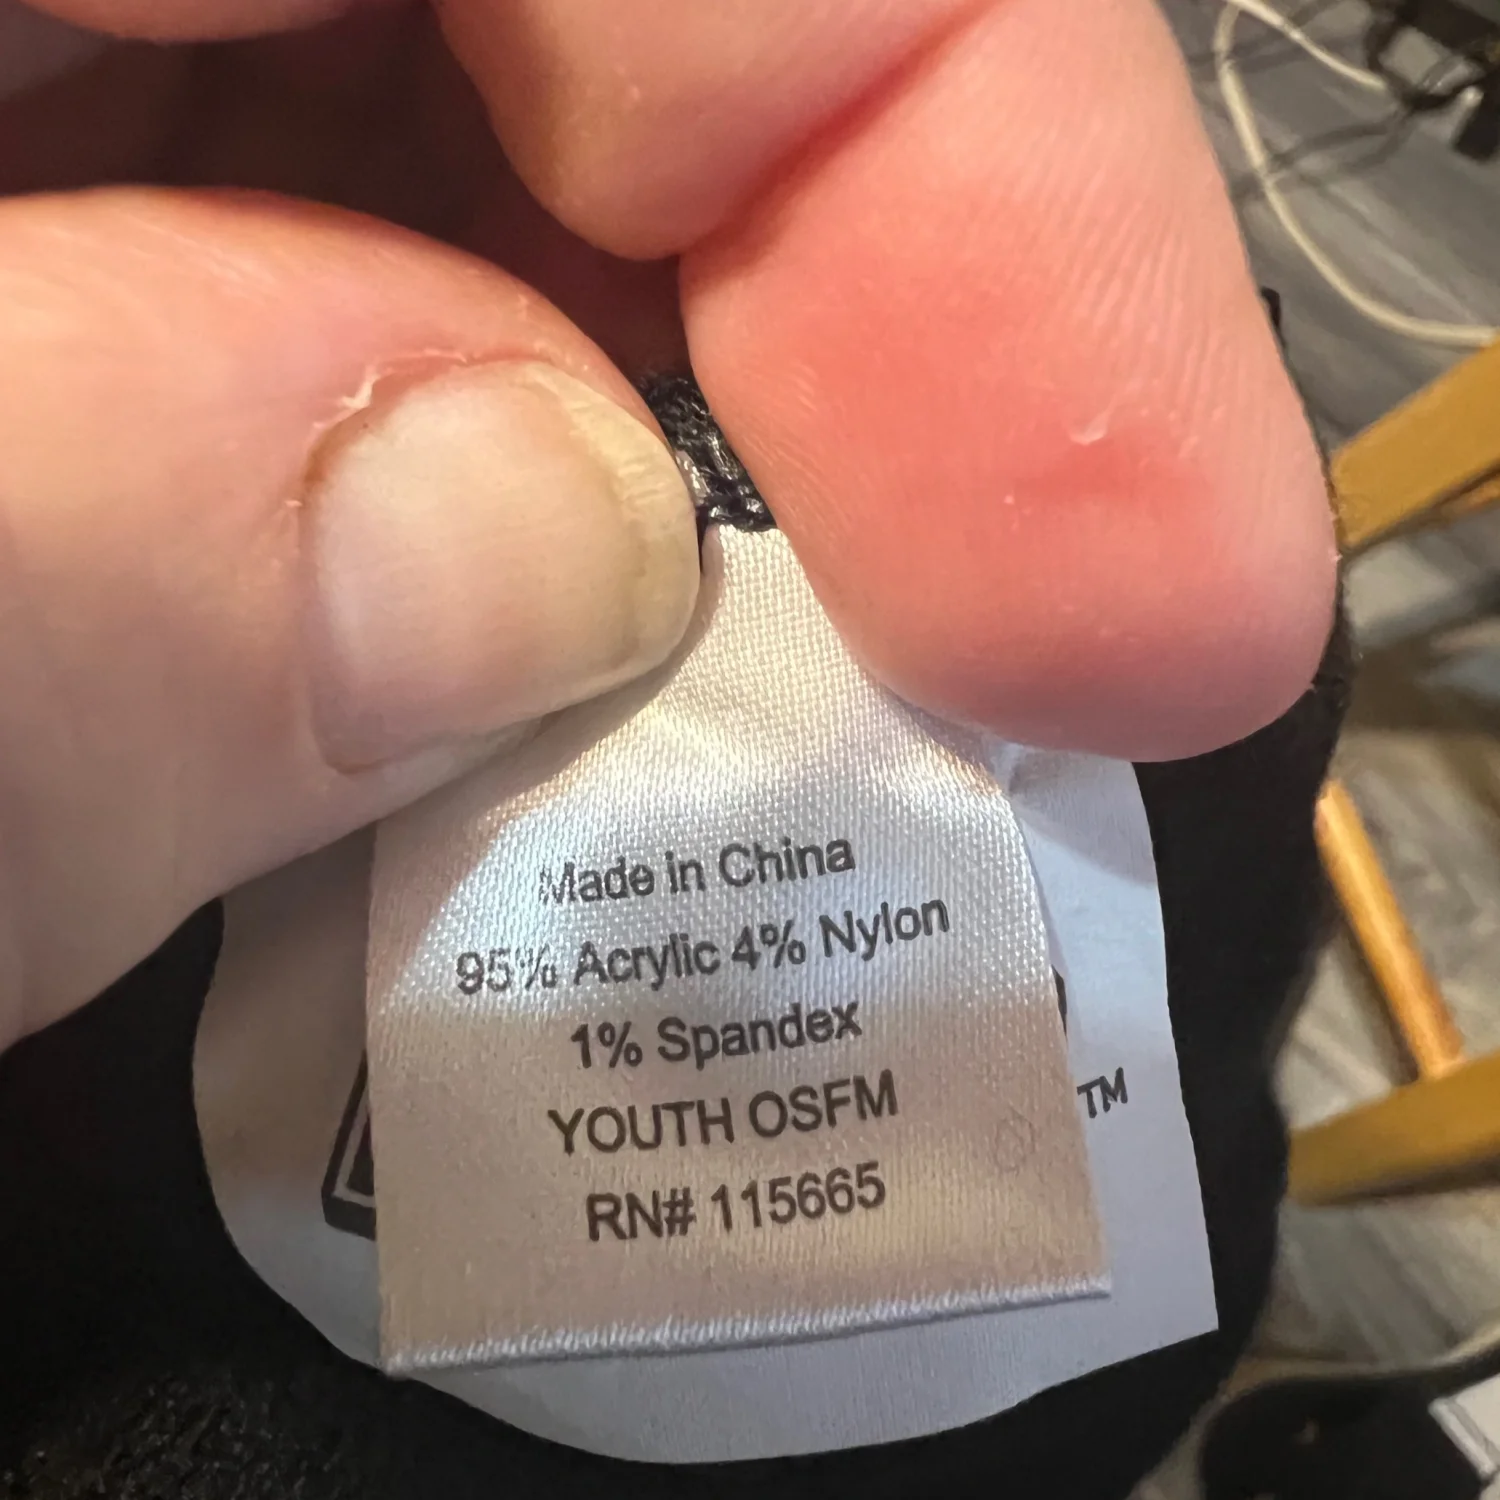 Made in China
95% Acrylic 4% Nylon
1% Spandex
YOUTH OSFM
RN# 115665
TM